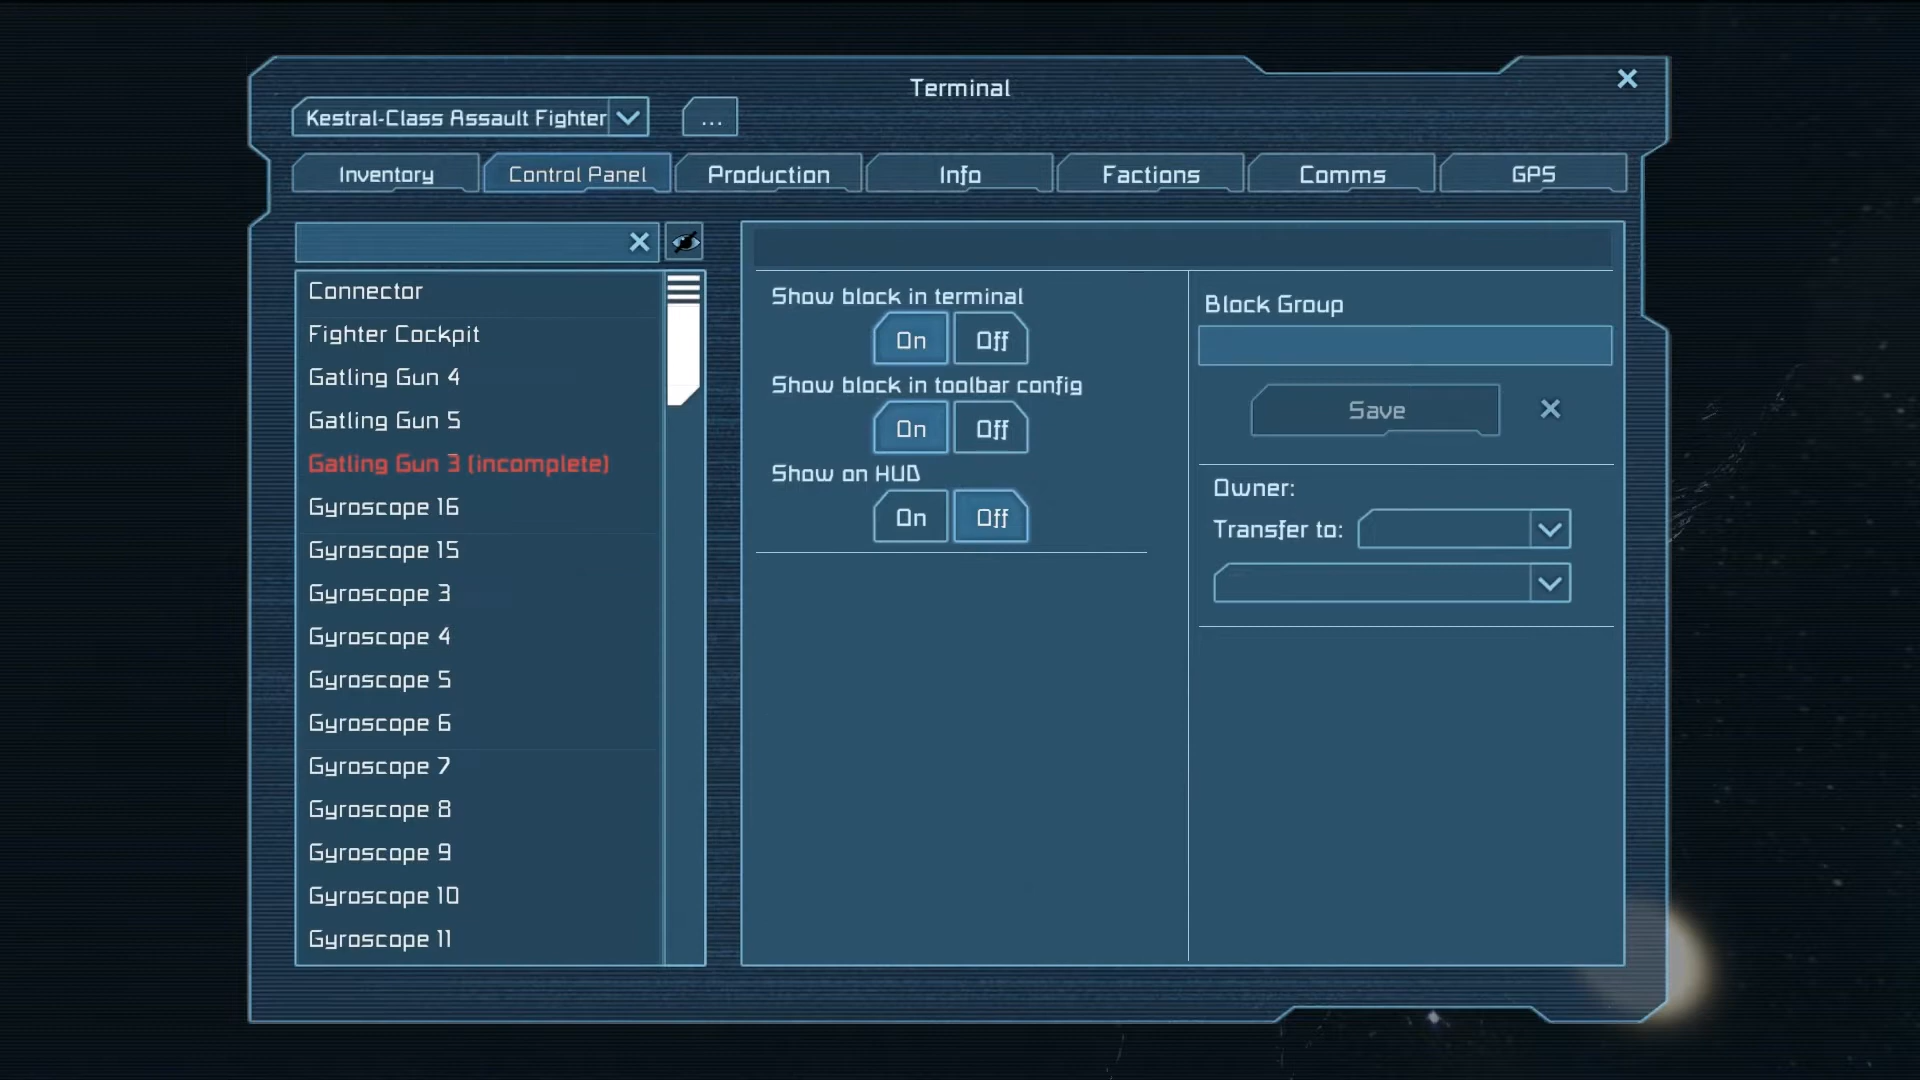 Terminal
Kestral-Class Assault Fighter
...
Inventory
Control Panel
Production
Info
Factions
Comms
GPS
Connector
Fighter Cockpit
Gatling Gun 4
Gatling Gun 5
Gatling Gun 3 (incomplete)
Gyroscope 16
Gyroscope 15
Gyroscope 3
Gyroscope 4
Gyroscope 5
Gyroscope 6
Gyroscope 7
Gyroscope 8
Gyroscope 9
Gyroscope 10
Gyroscope 11
Show block in terminal
On Off
Show block in toolbar config
On Off
Show on HUD
On Off
Block Group
Save
Owner:
Transfer to: